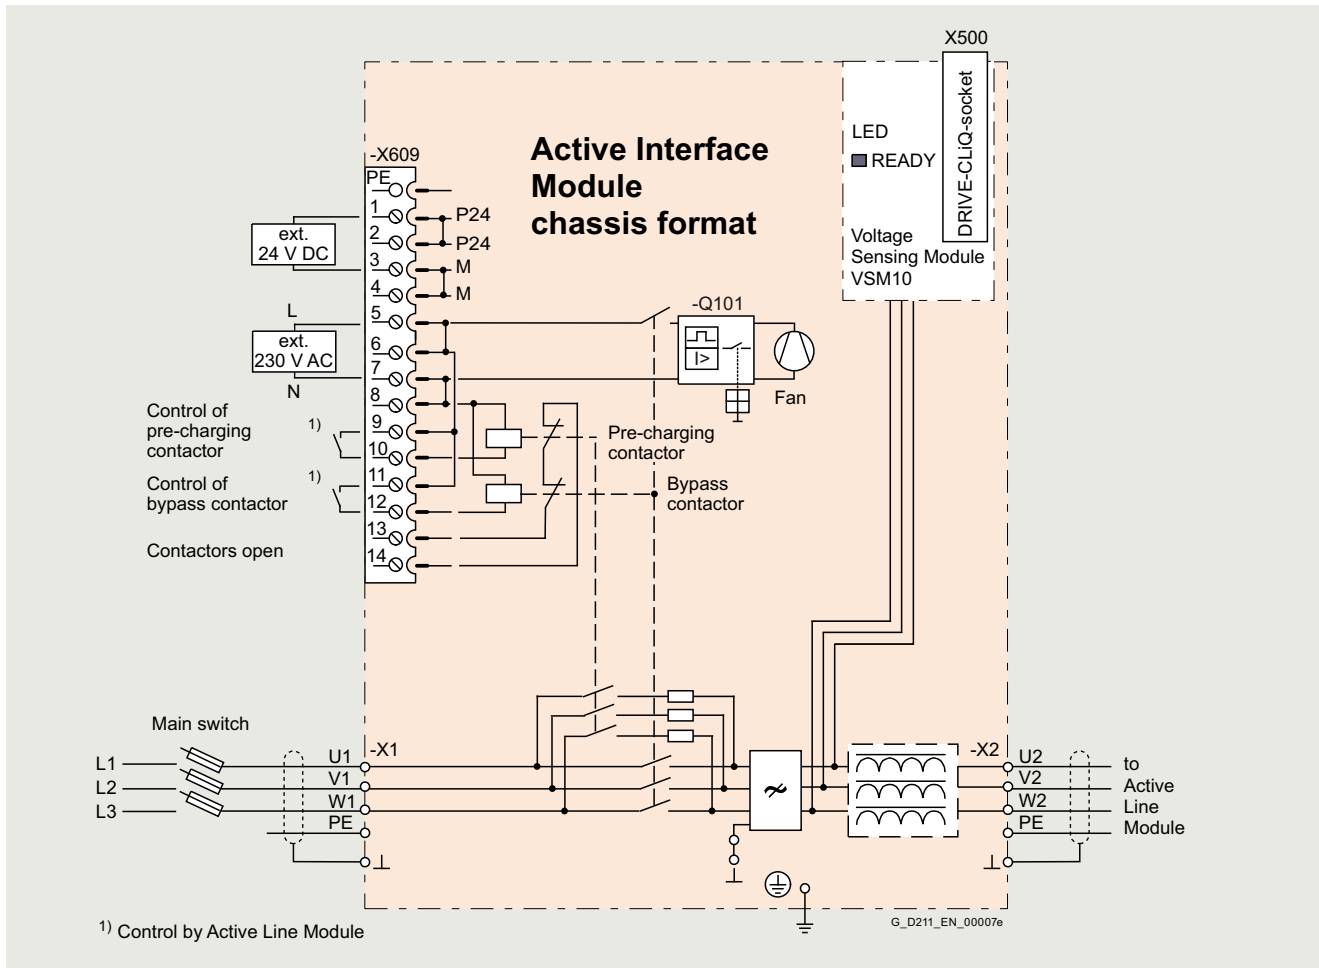 X500
DRIVE-CLiQ-socket
LED
READY
Voltage
Sensing Module
VSM10
Active Interface
Module
chassis format
-X609
PE
1
2
3
4
5
6
7
8
9
10
11
12
13
14
P24
P24
M
M
ext.
24 V DC
L
ext.
230 V AC
N
-Q101
I>
Fan
Control of
pre-charging
contactor
1)
Control of
bypass contactor
1)
Contactors open
Pre-charging
contactor
Bypass
contactor
Main switch
L1
L2
L3
U1
V1
W1
PE
-X1
-X2
U2
V2
W2
PE
to
Active
Line
Module
G_D211_EN_00007e
1) Control by Active Line Module